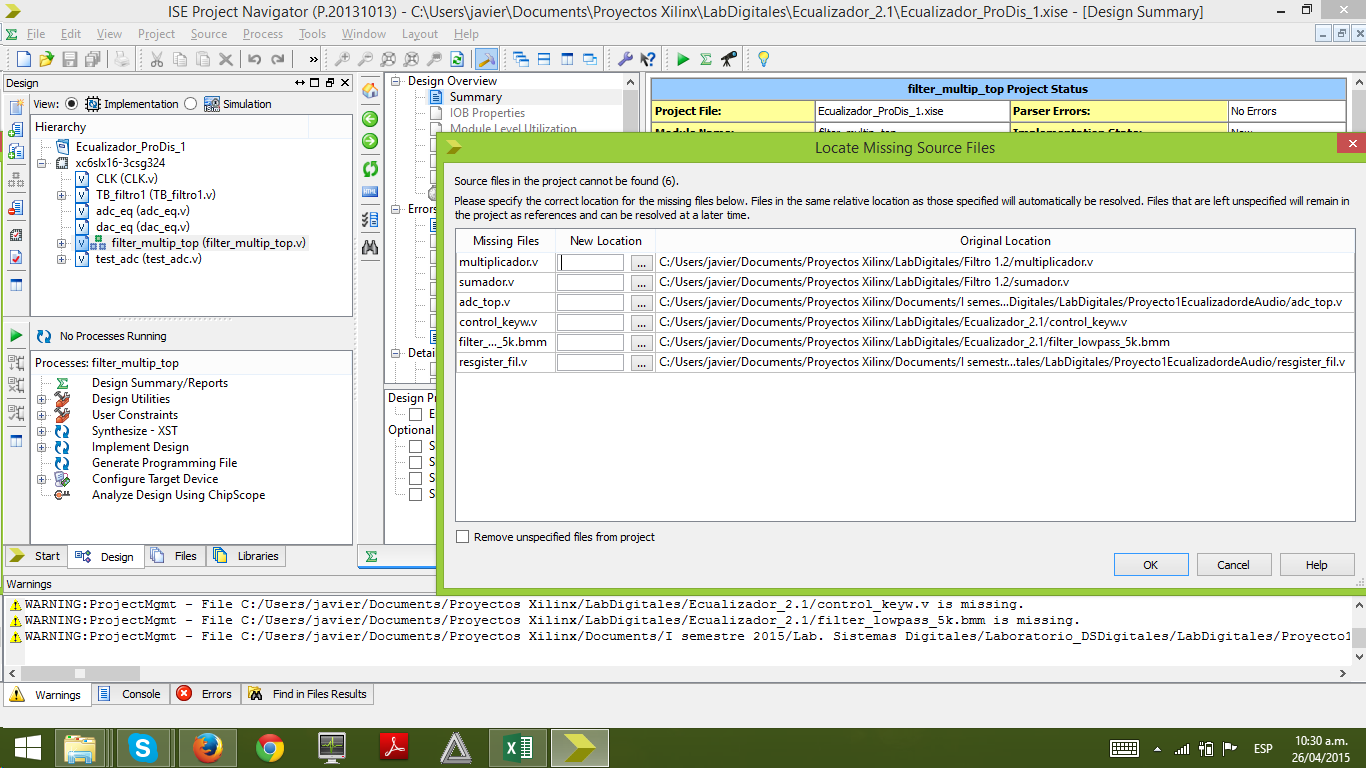 ISE Project Navigator (P.20131013) - C:\Users\javier\Documents\Proyectos Xilinx\LabDigitales\Ecualizador_2.1\Ecualizador_ProDis_1.xise - [Design Summary]
File Edit View Project Source Process Tools Window Layout Help
Design
View: Implementation Simulation
Hierarchy
Ecualizador_ProDis_1
xc6slx16-3csg324
CLK (CLK.v)
TB_filtro1 (TB_filtro1.v)
adc_eq (adc_eq.v)
dac_eq (dac_eq.v)
filter_multip_top (filter_multip_top.v)
test_adc (test_adc.v)
No Processes Running
Processes: filter_multip_top
Design Summary/Reports
Design Utilities
User Constraints
Synthesize - XST
Implement Design
Generate Programming File
Configure Target Device
Analyze Design Using ChipScope
Start Design Files Libraries
Design Overview
Summary
IOB Properties
Module Level Utilization
Errors
Optional
filter_multip_top Project Status
Project File: Ecualizador_ProDis_1.xise Parser Errors: No Errors
Module Name: filter_multip_top Implementation State: New
Locate Missing Source Files
Source files in the project cannot be found (6).
Please specify the correct location for the missing files below. Files in the same relative location as those specified will automatically be resolved. Files that are left unspecified will remain
in the project as references and can be resolved at a later time.
Missing Files New Location Original Location
multiplicador.v ... C:/Users/javier/Documents/Proyectos Xilinx/LabDigitales/Filtro 1.2/multiplicador.v
sumador.v ... C:/Users/javier/Documents/Proyectos Xilinx/LabDigitales/Filtro 1.2/sumador.v
adc_top.v ... C:/Users/javier/Documents/Proyectos Xilinx/Documents/I semes...Digitales/LabDigitales/Proyecto1EcualizadordeAudio/adc_top.v
control_keyw.v ... C:/Users/javier/Documents/Proyectos Xilinx/LabDigitales/Ecualizador_2.1/control_keyw.v
filter_..._5k.bmm ... C:/Users/javier/Documents/Proyectos Xilinx/LabDigitales/Ecualizador_2.1/filter_lowpass_5k.bmm
resgister_fil.v ... C:/Users/javier/Documents/Proyectos Xilinx/Documents/I semestr...tales/LabDigitales/Proyecto1EcualizadordeAudio/resgister_fil.v
Remove unspecified files from project
OK Cancel Help
Warnings
WARNING:ProjectMgmt - File C:/Users/javier/Documents/Proyectos Xilinx/LabDigitales/Ecualizador_2.1/control_keyw.v is missing.
WARNING:ProjectMgmt - File C:/Users/javier/Documents/Proyectos Xilinx/LabDigitales/Ecualizador_2.1/filter_lowpass_5k.bmm is missing.
WARNING:ProjectMgmt - File C:/Users/javier/Documents/Proyectos Xilinx/Documents/I semestre 2015/Lab. Sistemas Digitales/Laboratorio_DSDigitales/LabDigitales/Proyecto1
Warnings Console Errors Find in Files Results
ESP
10:30 a.m.
26/04/2015